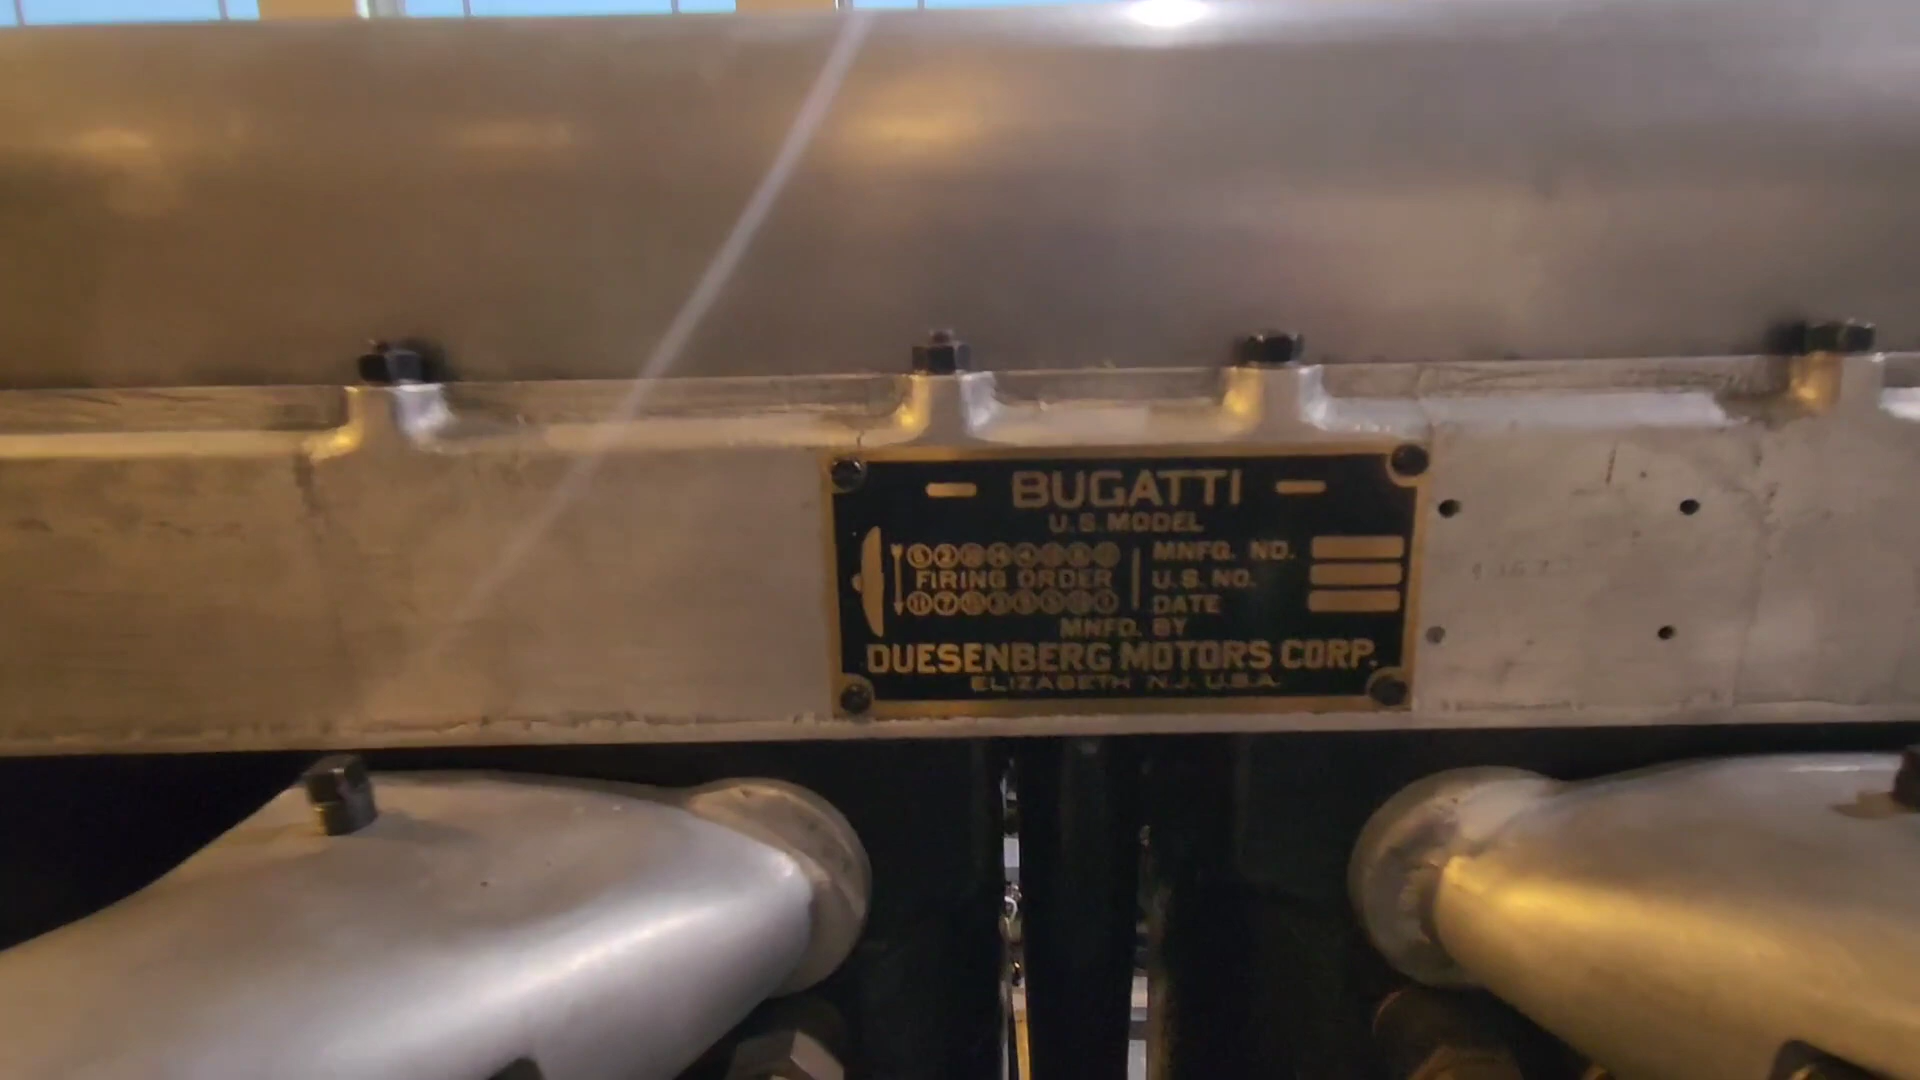 BUGATTI
U.S. MODEL
FIRING ORDER
MNFG. NO.
U.S. NO.
DATE
MNFD. BY
DUESENBERG MOTORS CORP.
ELIZABETH N.J. U.S.A.